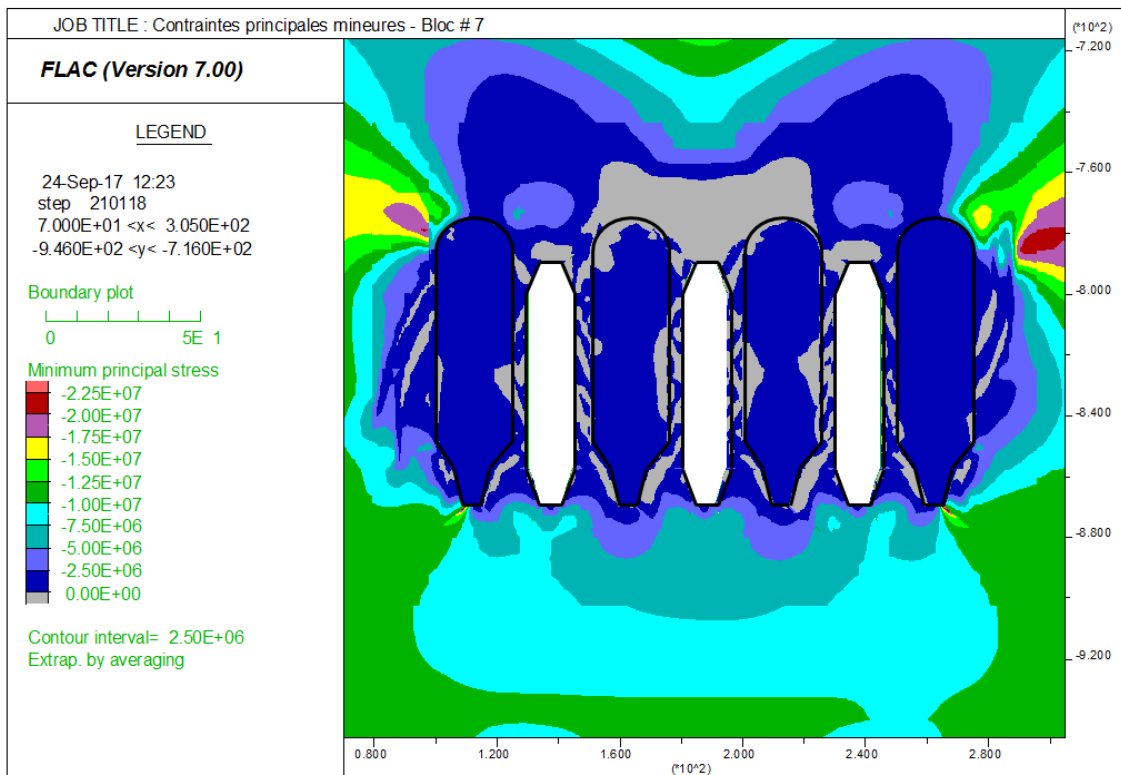 JOB TITLE : Contraintes principales mineures - Bloc # 7
(*10^2)
FLAC (Version 7.00)
LEGEND
24-Sep-17 12:23
step 210118
7.000E+01 <x< 3.050E+02
-9.460E+02 <y< -7.160E+02
Boundary plot
0 5E 1
Minimum principal stress
-2.25E+07
-2.00E+07
-1.75E+07
-1.50E+07
-1.25E+07
-1.00E+07
-7.50E+06
-5.00E+06
-2.50E+06
0.00E+00
Contour interval= 2.50E+06
Extrap. by averaging
-7.200
-7.600
-8.000
-8.400
-8.800
-9.200
0.800 1.200 1.600 2.000 2.400 2.800
(*10^2)